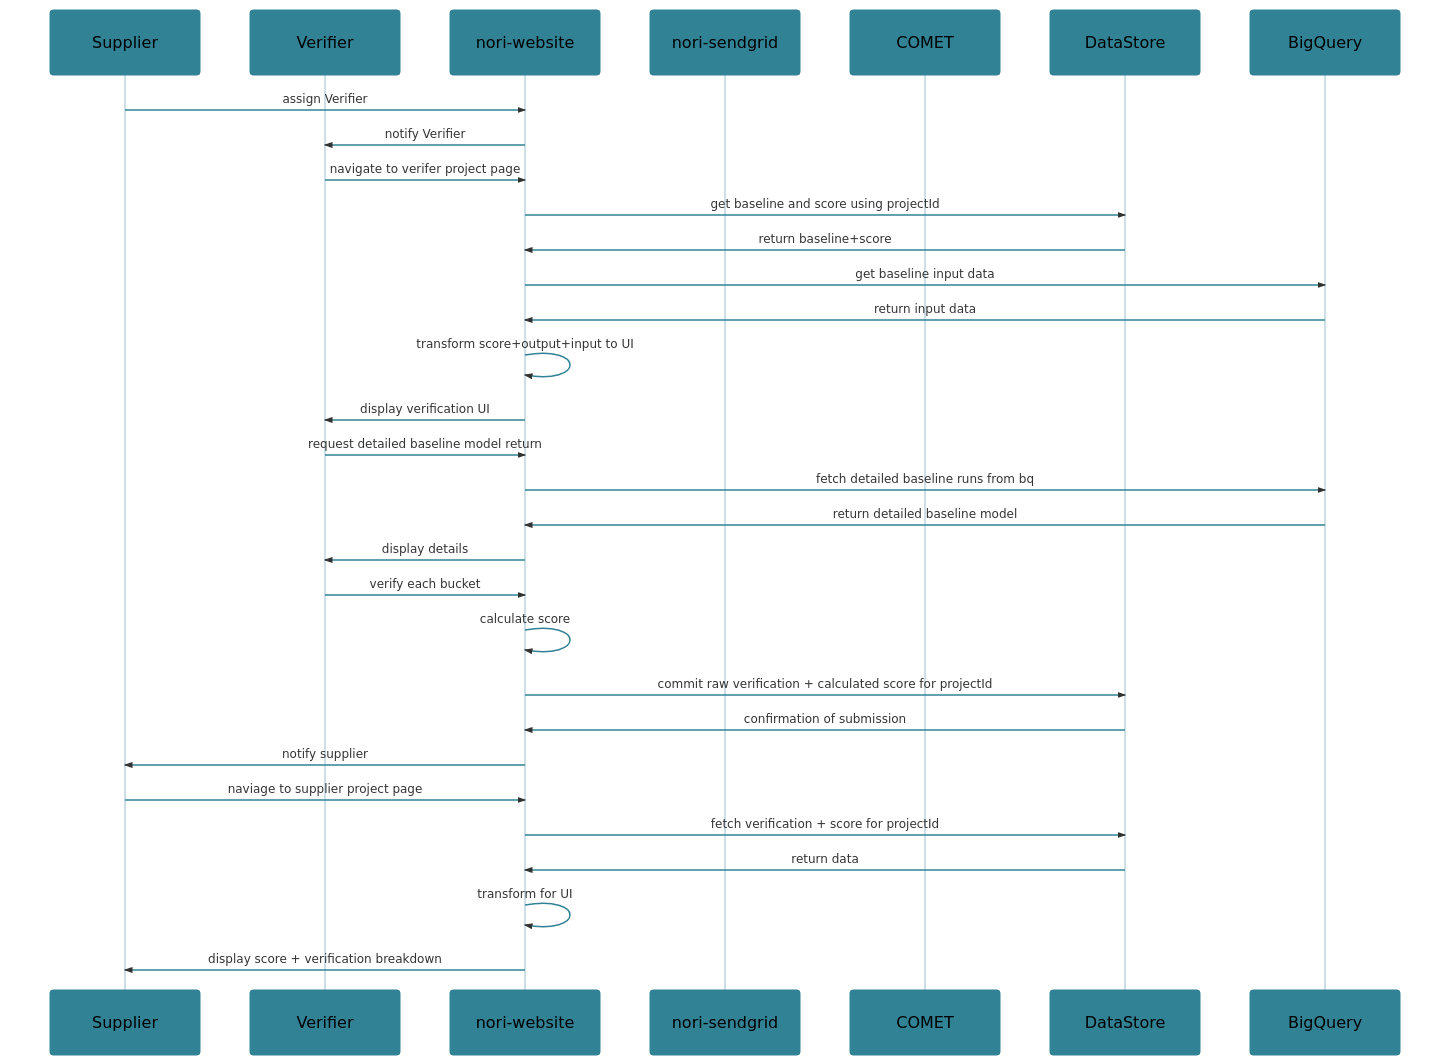 Supplier
Verifier
nori-website
nori-sendgrid
COMET
DataStore
BigQuery
assign Verifier
notify Verifier
navigate to verifer project page
get baseline and score using projectId
return baseline+score
get baseline input data
return input data
transform score+output+input to UI
display verification UI
request detailed baseline model return
fetch detailed baseline runs from bq
return detailed baseline model
display details
verify each bucket
calculate score
commit raw verification + calculated score for projectId
confirmation of submission
notify supplier
naviage to supplier project page
fetch verification + score for projectId
return data
transform for UI
display score + verification breakdown
Supplier
Verifier
nori-website
nori-sendgrid
COMET
DataStore
BigQuery